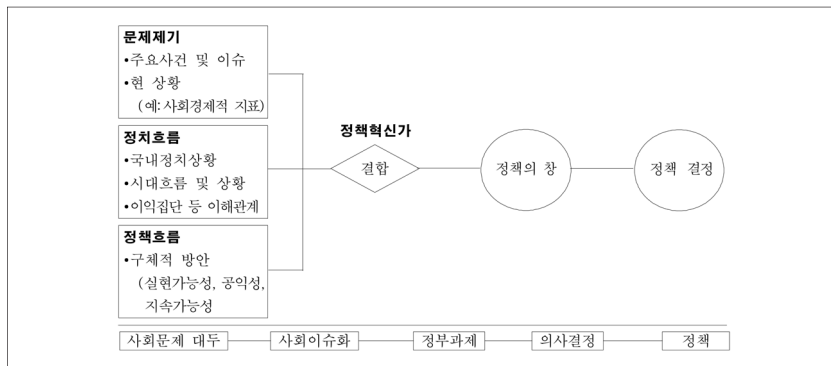 문제제기
•주요사건 및 이슈
•현 상황
(예: 사회경제적 지표)
정치흐름
•국내정치상황
•시대흐름 및 상황
•이익집단 등 이해관계
정책흐름
•구체적 방안
(실현가능성, 공익성,
지속가능성
정책혁신가
결합
정책의 창
정책 결정
사회문제 대두
사회이슈화
정부과제
의사결정
정책